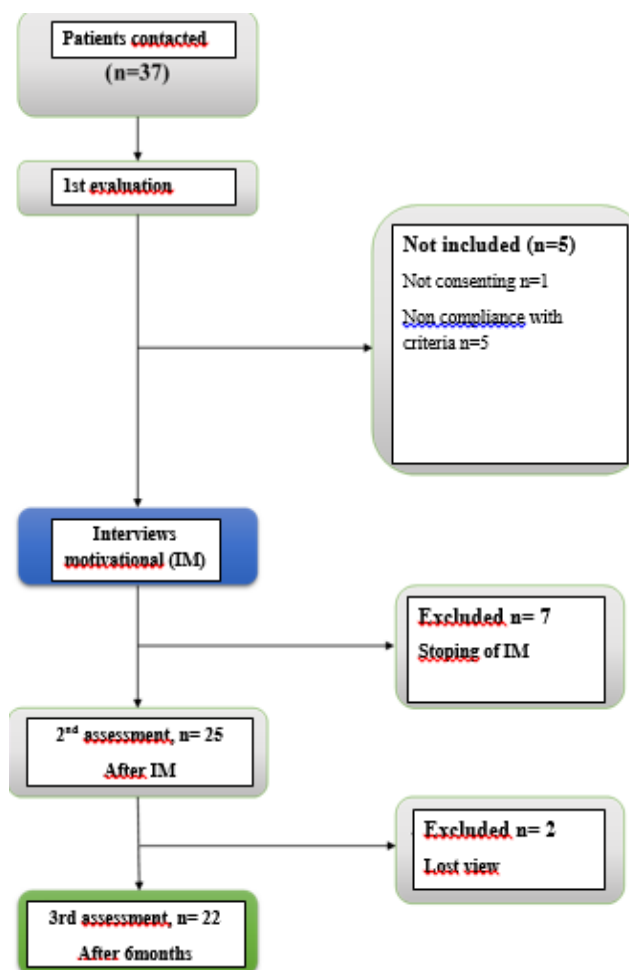 Patients contacted
(n=37)
1st evaluation
Not included (n=5)
Not consenting n=1
Non compliance with
criteria n=5
Interviews
motivational (IM)
Excluded n= 7
Stoping of IM
2nd assessment, n= 25
After IM
Excluded n= 2
Lost view
3rd assessment, n= 22
After 6months